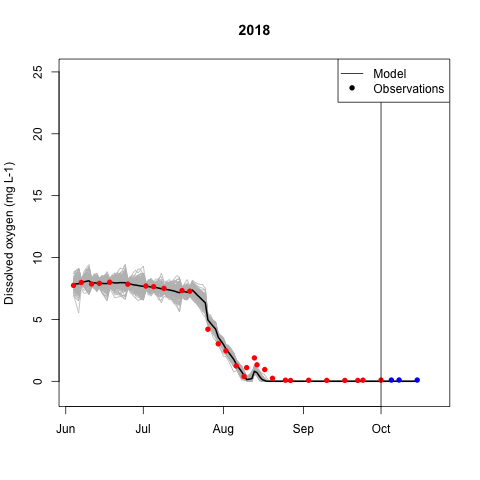 2018
Model
Observations
Dissolved oxygen (mg L-1)
25
20
15
10
5
0
Jun
Jul
Aug
Sep
Oct